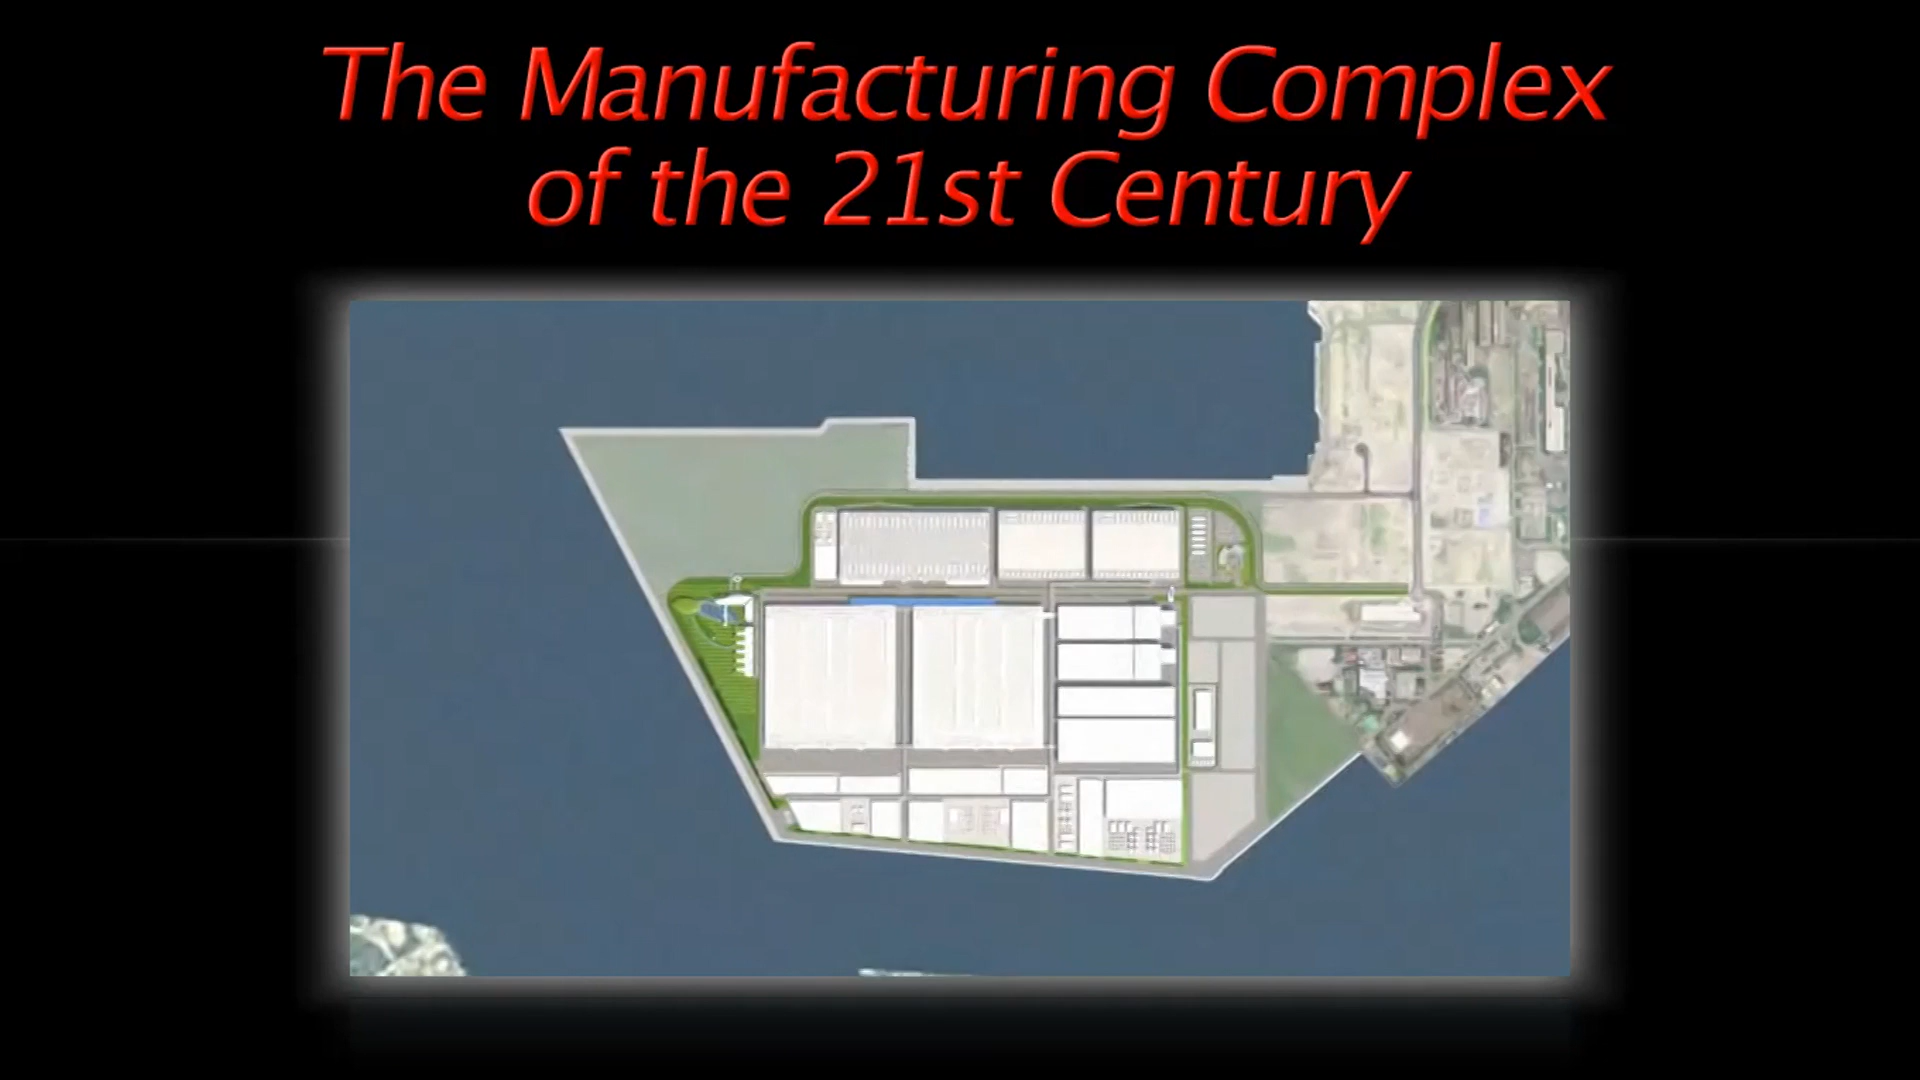 The Manufacturing Complex
of the 21st Century